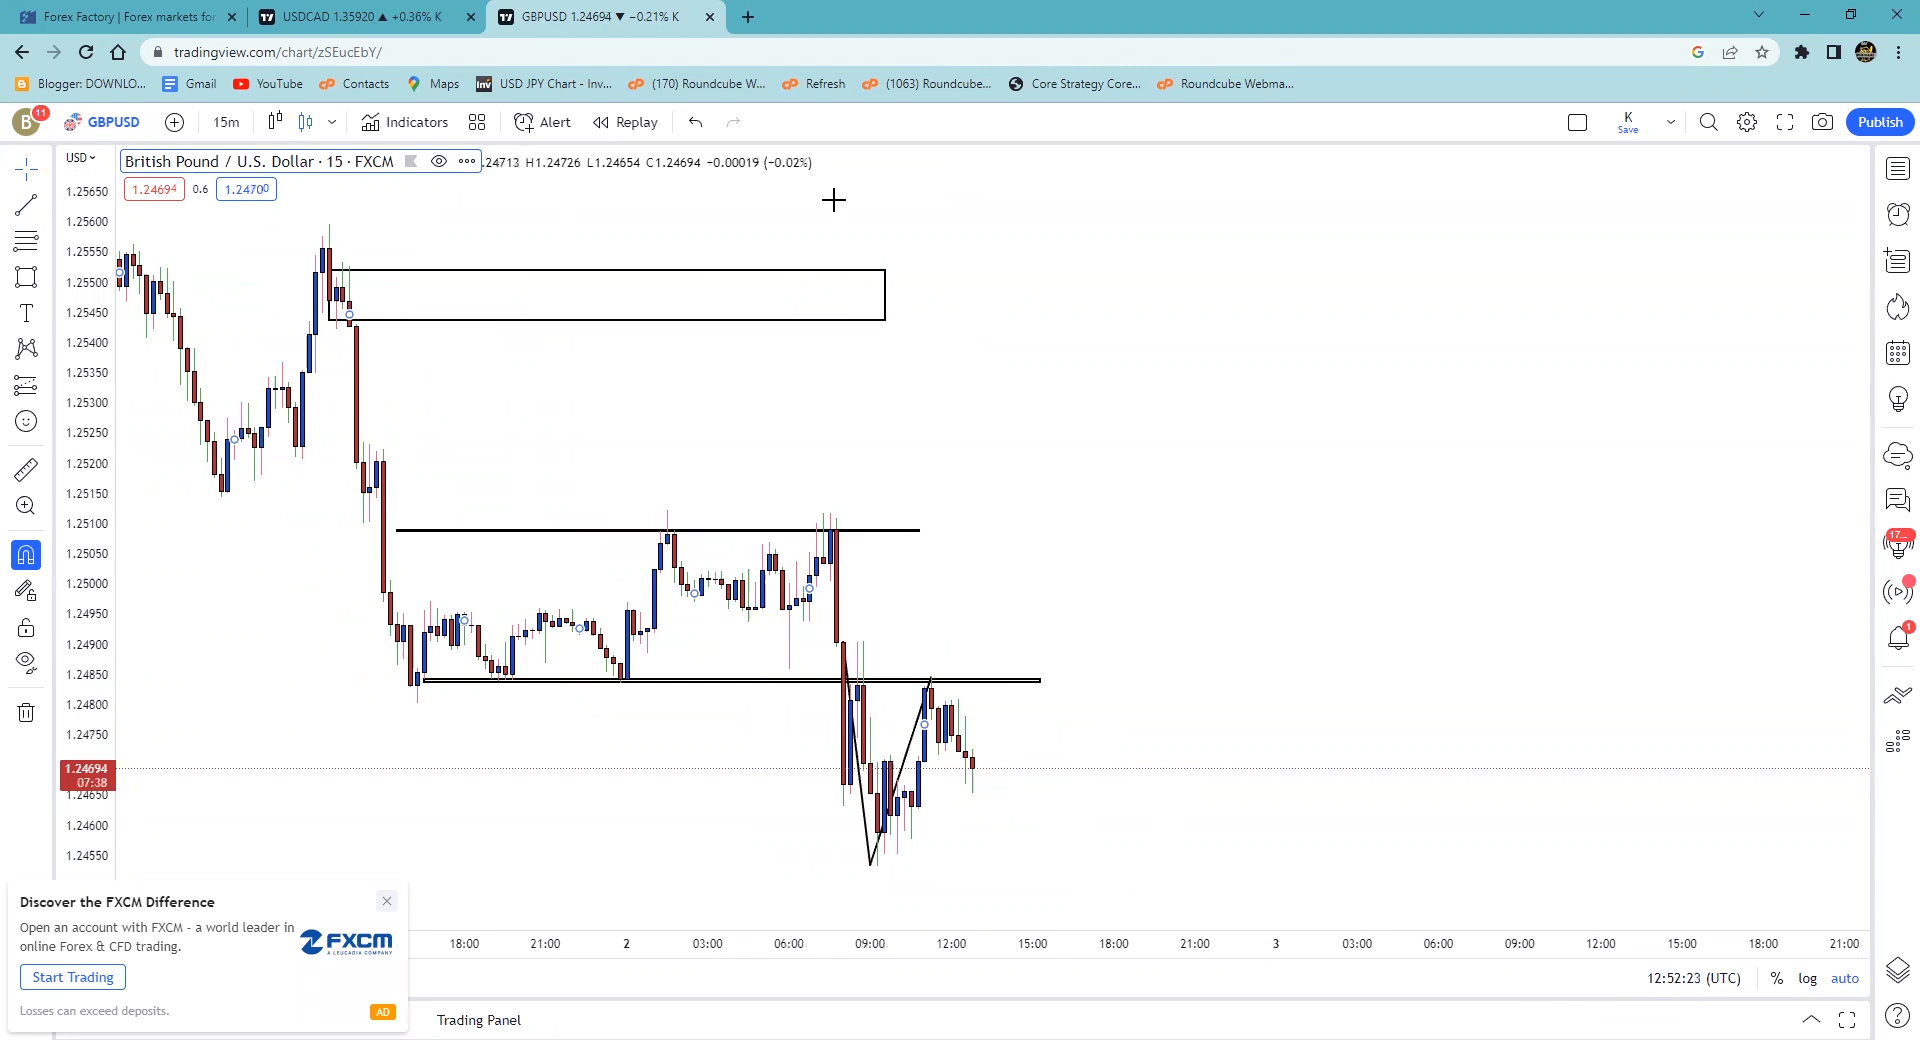 Forex Factory | Forex markets for
USDCAD 1.35920 ▲ +0.36% K
GBPUSD 1.24694 ▼ −0.21% K
tradingview.com/chart/zSEucEbY/
Blogger: DOWNLO...
Gmail
YouTube
Contacts
Maps
USD JPY Chart - Inv...
(170) Roundcube W...
Refresh
(1063) Roundcube...
Core Strategy Core...
Roundcube Webma...
B
11
GBPUSD
15m
Indicators
Alert
Replay
K
Save
Publish
USD
British Pound / U.S. Dollar · 15 · FXCM
.24713 H1.24726 L1.24654 C1.24694 −0.00019 (−0.02%)
1.24694
0.6
1.24700
1.25650
1.25600
1.25550
1.25500
1.25450
1.25400
1.25350
1.25300
1.25250
1.25200
1.25150
1.25100
1.25050
1.25000
1.24950
1.24900
1.24850
1.24800
1.24750
1.24694
07:38
1.24650
1.24600
1.24550
17...
1
Discover the FXCM Difference
Open an account with FXCM - a world leader in
online Forex & CFD trading.
FXCM
A LEUCADIA COMPANY
Start Trading
Losses can exceed deposits.
AD
18:00 21:00 2 03:00 06:00 09:00 12:00 15:00 18:00 21:00 3 03:00 06:00 09:00 12:00 15:00 18:00 21:00
12:52:23 (UTC)
%
log
auto
Trading Panel